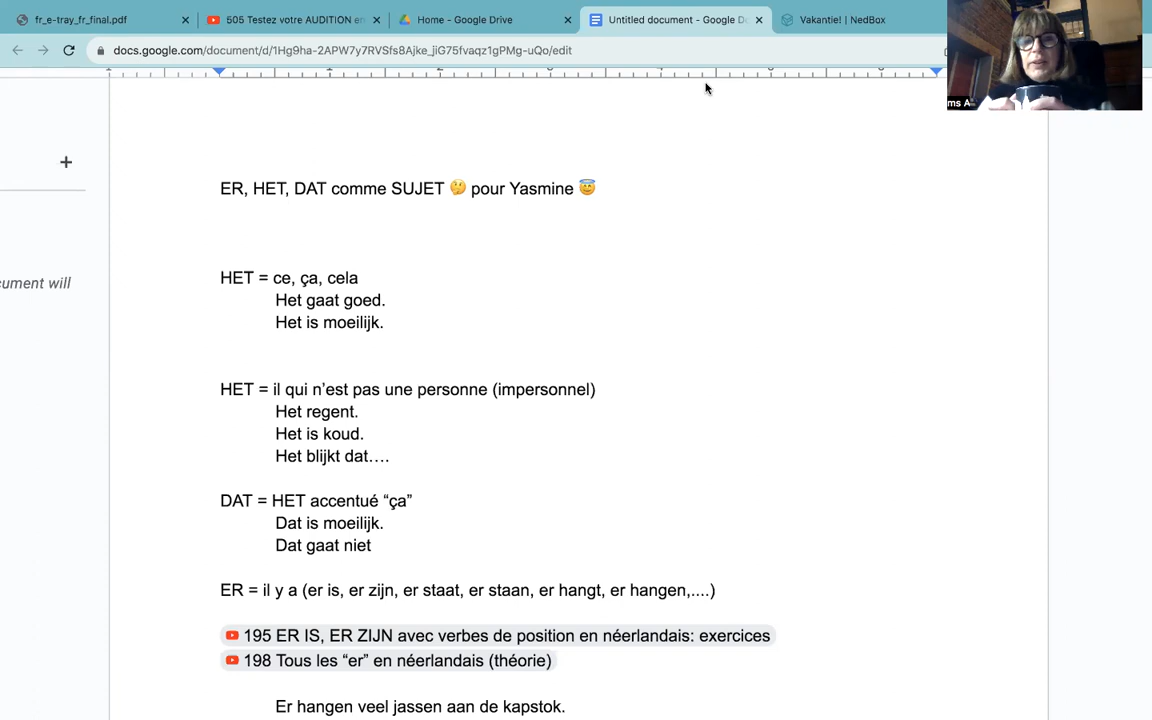 fr_e-tray_fr_final.pdf
505 Testez votre AUDITION en
Home - Google Drive
Untitled document - Google Do
Vakantie! | NedBox
docs.google.com/document/d/1Hg9ha-2APW7y7RVSfs8Ajke_jiG75fvaqz1gPMg-uQo/edit
ms A
ER, HET, DAT comme SUJET 🤔 pour Yasmine 😇
HET = ce, ça, cela
cument will
Het gaat goed.
Het is moeilijk.
HET = il qui n’est pas une personne (impersonnel)
Het regent.
Het is koud.
Het blijkt dat….
DAT = HET accentué “ça”
Dat is moeilijk.
Dat gaat niet
ER = il y a (er is, er zijn, er staat, er staan, er hangt, er hangen,....)
195 ER IS, ER ZIJN avec verbes de position en néerlandais: exercices
198 Tous les “er” en néerlandais (théorie)
Er hangen veel jassen aan de kapstok.